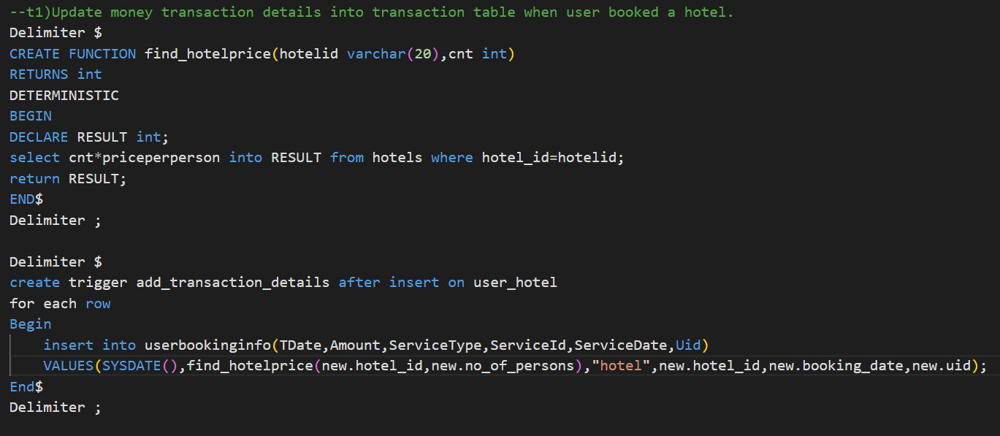 --t1)Update money transaction details into transaction table when user booked a hotel.
Delimiter $
CREATE FUNCTION find_hotelprice(hotelid varchar(20),cnt int)
RETURNS int
DETERMINISTIC
BEGIN
DECLARE RESULT int;
select cnt*priceperperson into RESULT from hotels where hotel_id=hotelid;
return RESULT;
END$
Delimiter ;

Delimiter $
create trigger add_transaction_details after insert on user_hotel
for each row
Begin
    insert into userbookinginfo(TDate,Amount,ServiceType,ServiceId,ServiceDate,Uid)
    VALUES(SYSDATE(),find_hotelprice(new.hotel_id,new.no_of_persons),"hotel",new.hotel_id,new.booking_date,new.uid);
End$
Delimiter ;